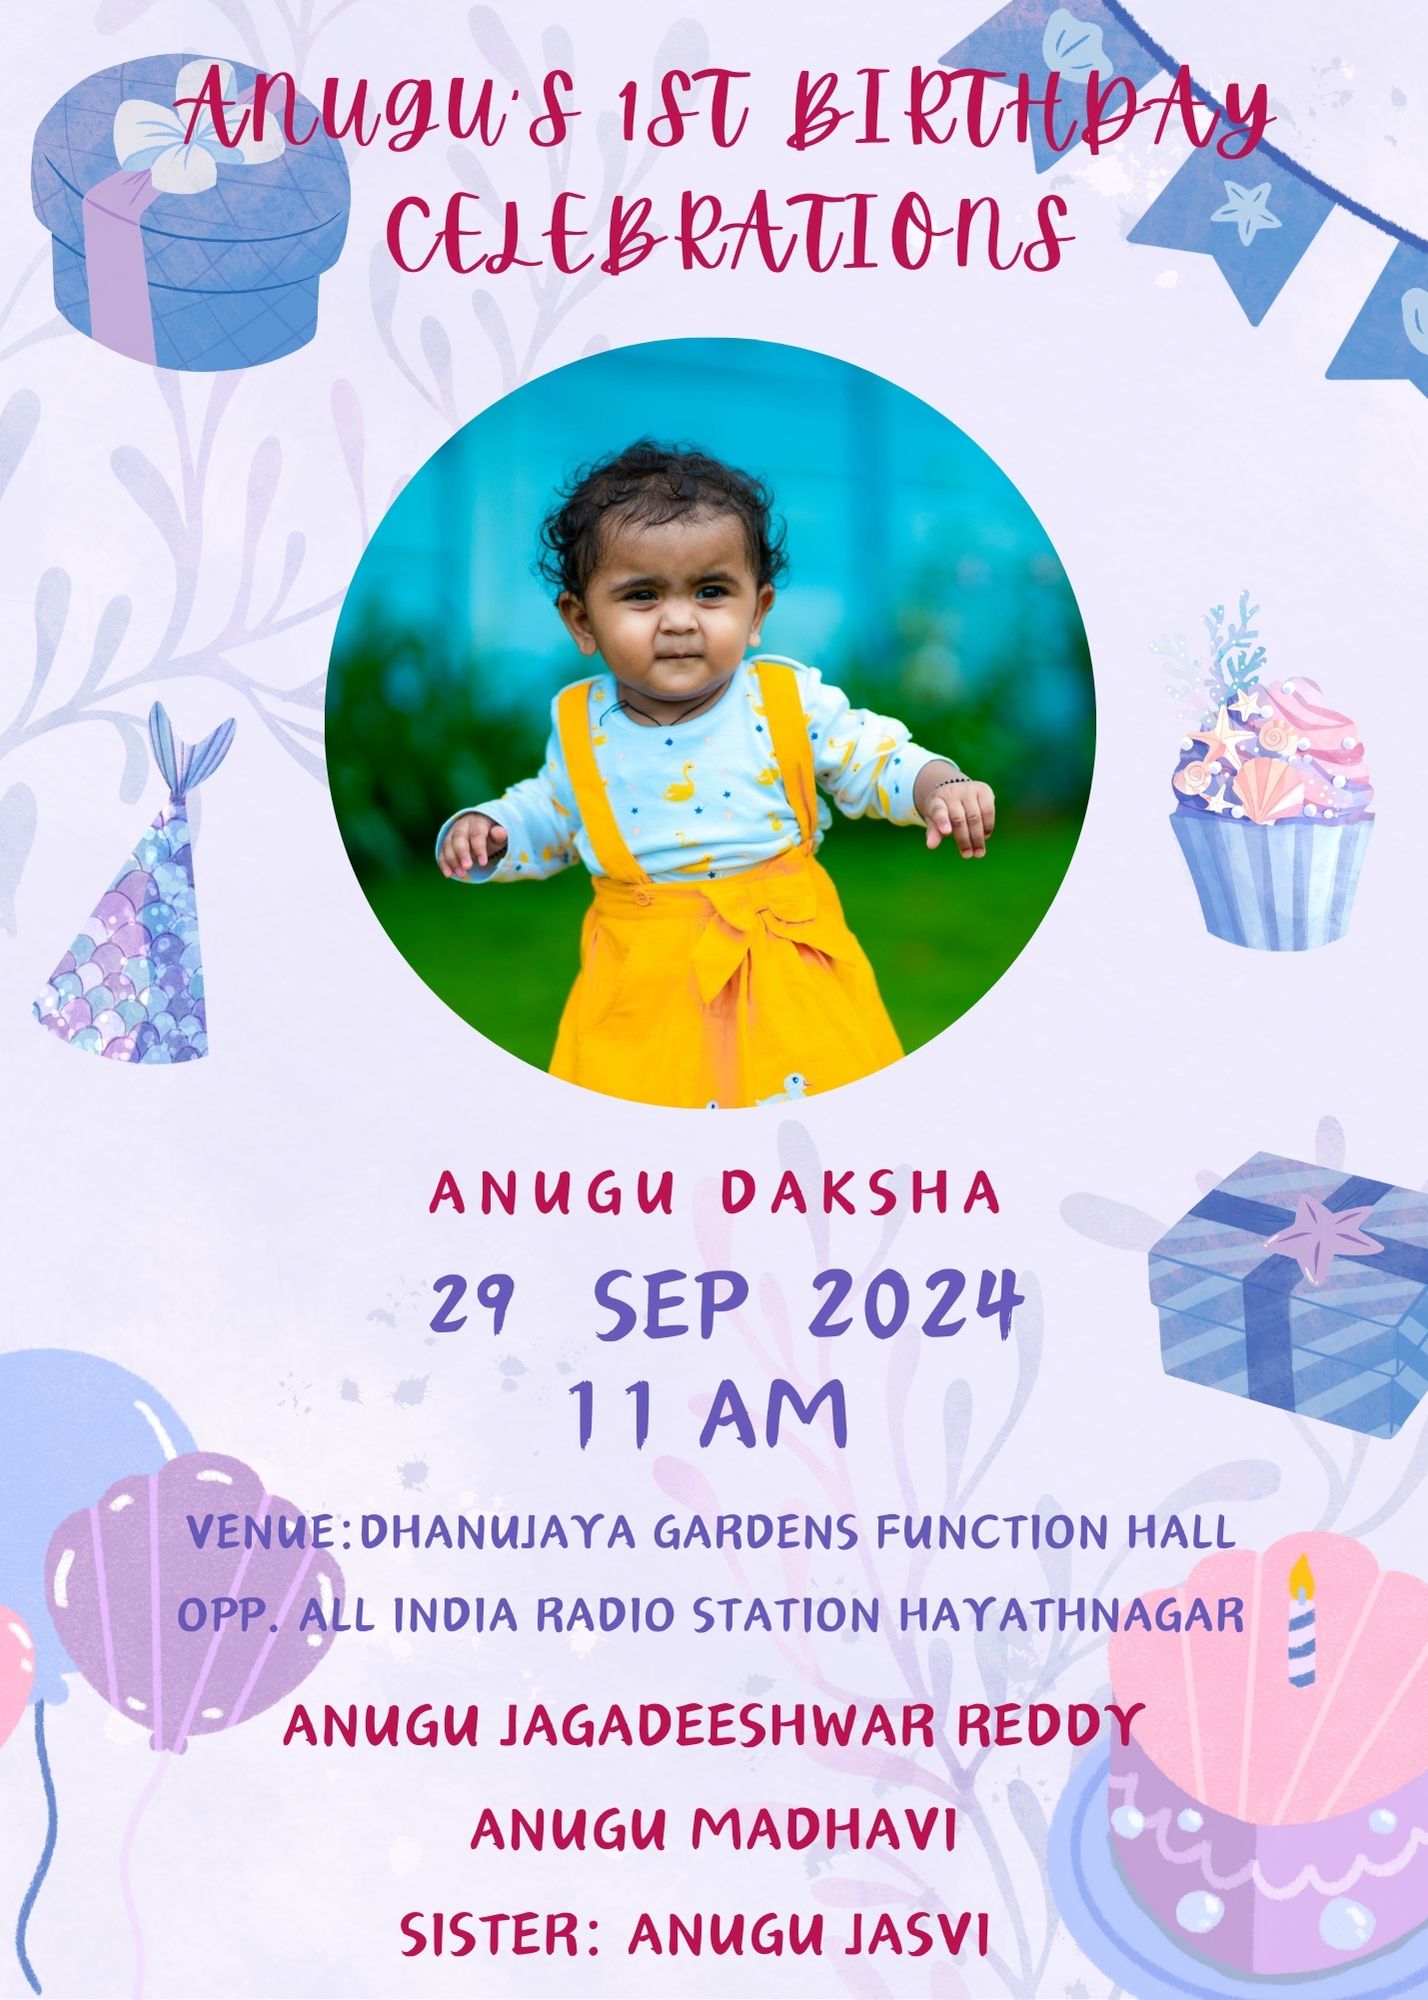 ANUGU'S 1ST BIRTHDAY
CELEBRATIONS
ANUGU DAKSHA
29 SEP 2024
11 AM
VENUE:DHANUJAYA GARDENS FUNCTION HALL
OPP. ALL INDIA RADIO STATION HAYATHNAGAR
ANUGU JAGADEESHWAR REDDY
ANUGU MADHAVI
SISTER: ANUGU JASVI